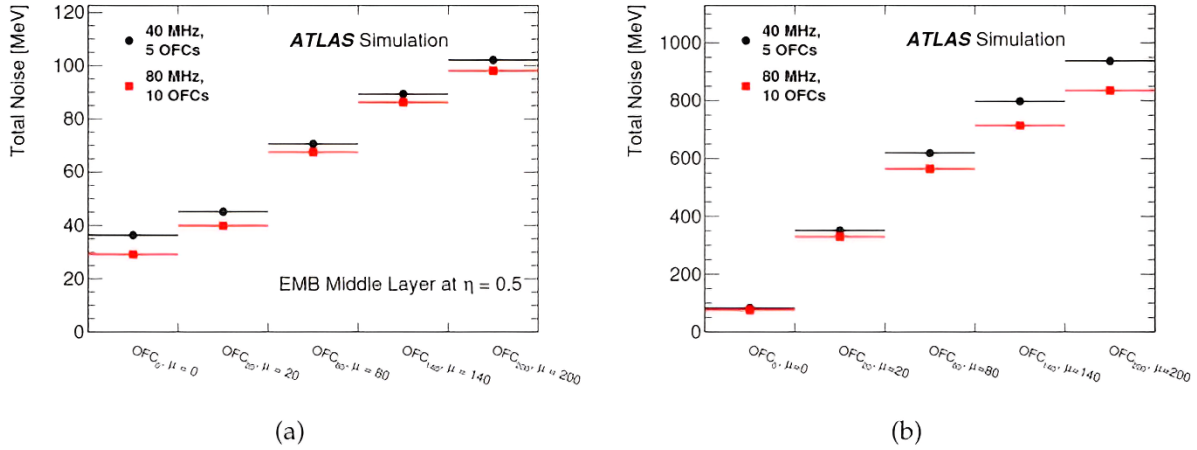 Total Noise [MeV]
40 MHz,
5 OFCs
80 MHz,
10 OFCs
ATLAS Simulation
EMB Middle Layer at η = 0.5
120
100
80
60
40
20
0
OFC₀, μ = 0
OFC₂₀, μ = 20
OFC₈₀, μ = 80
OFC₁₄₀, μ = 140
OFC₂₀₀, μ = 200
(a)
Total Noise [MeV]
40 MHz,
5 OFCs
80 MHz,
10 OFCs
ATLAS Simulation
1000
800
600
400
200
0
OFC₀, μ=0
OFC₂₀, μ=20
OFC₈₀, μ=80
OFC₁₄₀, μ=140
OFC₂₀₀, μ=200
(b)